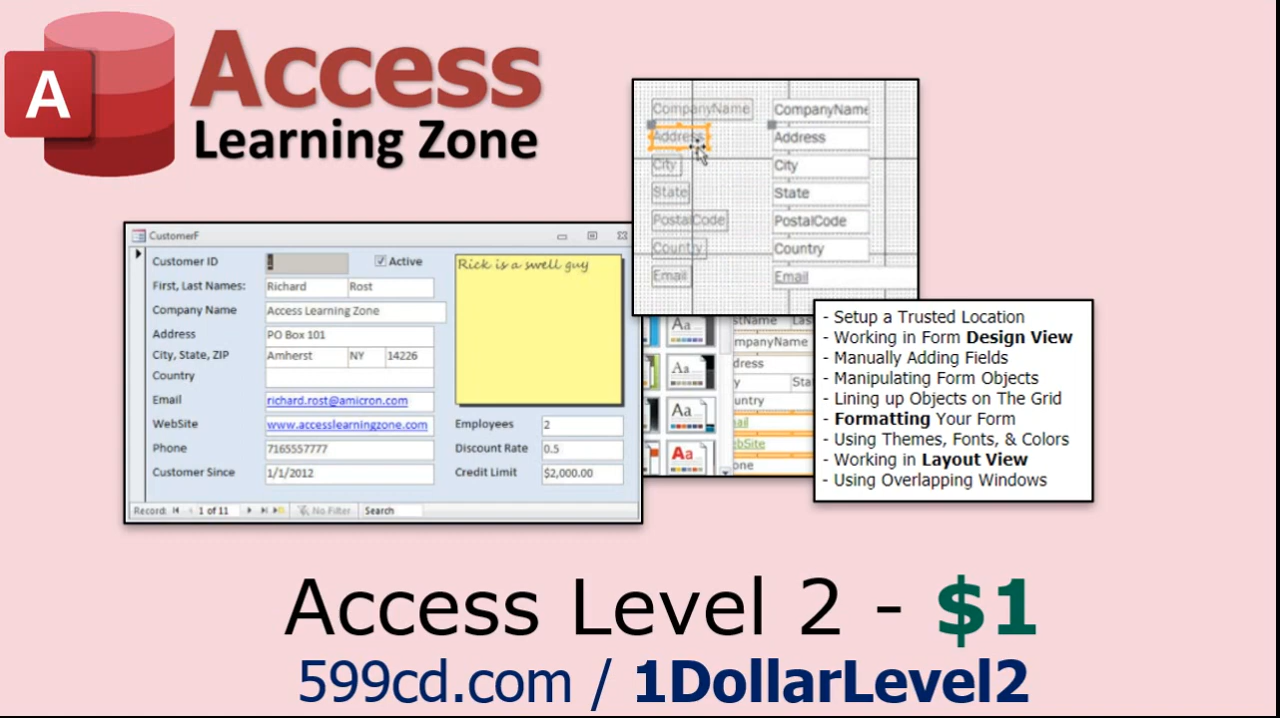 A
Access
Learning Zone
CompanyName CompanyName
Address Address
City City
State State
PostalCode PostalCode
Country Country
Email Email
CustomerF
Customer ID Active
First, Last Names: Richard Rost
Company Name Access Learning Zone
Address PO Box 101
City, State, ZIP Amherst NY 14226
Country
Email richard.rost@amicron.com
WebSite www.accesslearningzone.com
Phone 7165557777
Customer Since 1/1/2012
Rick is a swell guy
Employees 2
Discount Rate 0.5
Credit Limit $2,000.00
Record: 1 of 11 No Filter Search
Aa
Aa
Aa
Aa
- Setup a Trusted Location
- Working in Form Design View
- Manually Adding Fields
- Manipulating Form Objects
- Lining up Objects on The Grid
- Formatting Your Form
- Using Themes, Fonts, & Colors
- Working in Layout View
- Using Overlapping Windows
Access Level 2 - $1
599cd.com / 1DollarLevel2